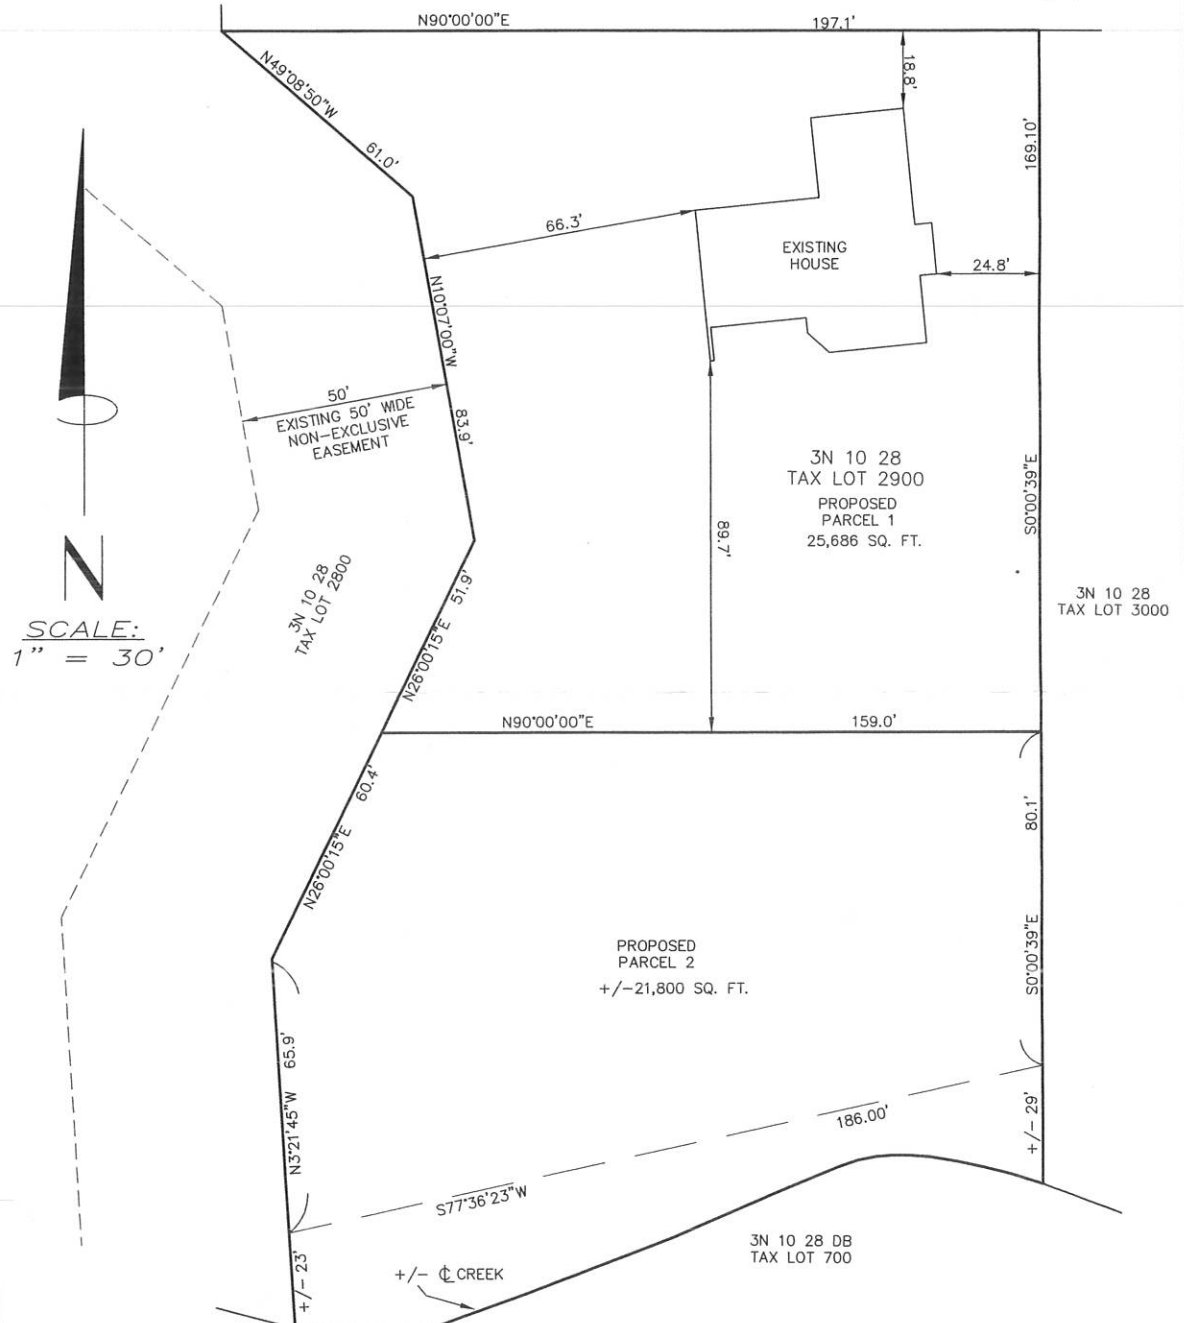 N90°00'00"E
197.1'
N49°08'50"W
61.0'
18.8'
169.10'
66.3'
EXISTING
HOUSE
24.8'
N10°07'00"W
83.9'
50'
EXISTING 50' WIDE
NON-EXCLUSIVE
EASEMENT
3N 10 28
TAX LOT 2900
PROPOSED
PARCEL 1
25,686 SQ. FT.
S0°00'39"E
89.7'
N
SCALE:
1" = 30'
3N 10 28
TAX LOT 2800
51.9'
N26°00'15"E
3N 10 28
TAX LOT 3000
N90°00'00"E
159.0'
60.4'
N26°00'15"E
80.1'
S0°00'39"E
PROPOSED
PARCEL 2
+/-21,800 SQ. FT.
65.9'
N3°21'45"W
186.00'
S77°36'23"W
+/- 29'
+/- 23'
3N 10 28 DB
TAX LOT 700
+/- ℄ CREEK